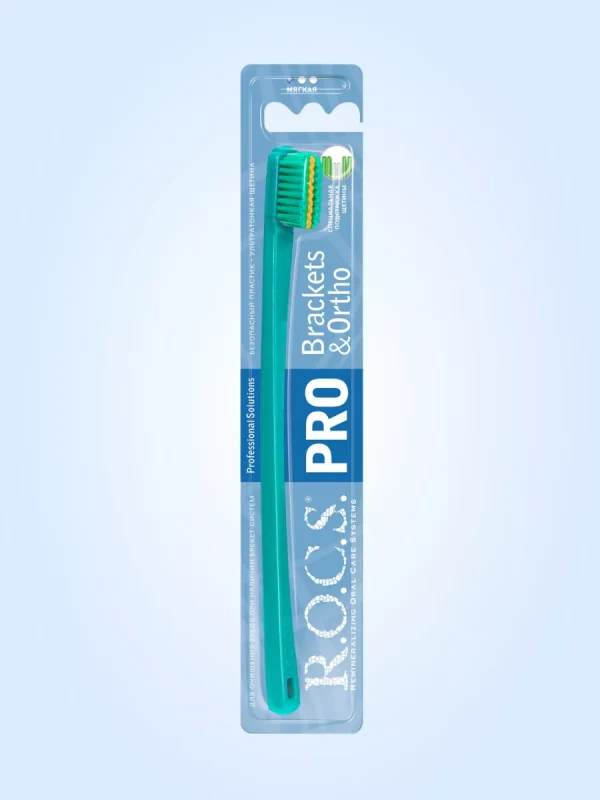 МЯГКАЯ
СПЕЦИАЛЬНАЯ
ПОДСТРИЖКА
ЩЕТИНЫ
Brackets
& Ortho
PRO
Professional Solutions
БЕЗОПАСНЫЙ ПЛАСТИК • УЛЬТРАТОНКАЯ ЩЕТИНА
ДЛЯ ОЧИЩЕНИЯ ЗУБОВ ПРИ НАЛИЧИИ БРЕКЕТ-СИСТЕМ
R.O.C.S.®
REMINERALIZING ORAL CARE SYSTEMS